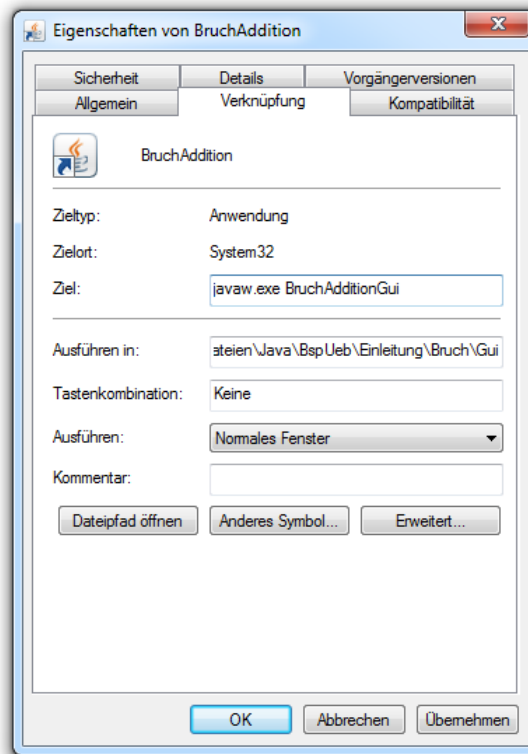 Eigenschaften von BruchAddition
Sicherheit Details Vorgängerversionen
Allgemein Verknüpfung Kompatibilität
BruchAddition
Zieltyp: Anwendung
Zielort: System32
Ziel: javaw.exe BruchAdditionGui
Ausführen in: ateien\Java\BspUeb\Einleitung\Bruch\Gui
Tastenkombination: Keine
Ausführen: Normales Fenster
Kommentar:
Dateipfad öffnen Anderes Symbol... Erweitert...
OK Abbrechen Übernehmen